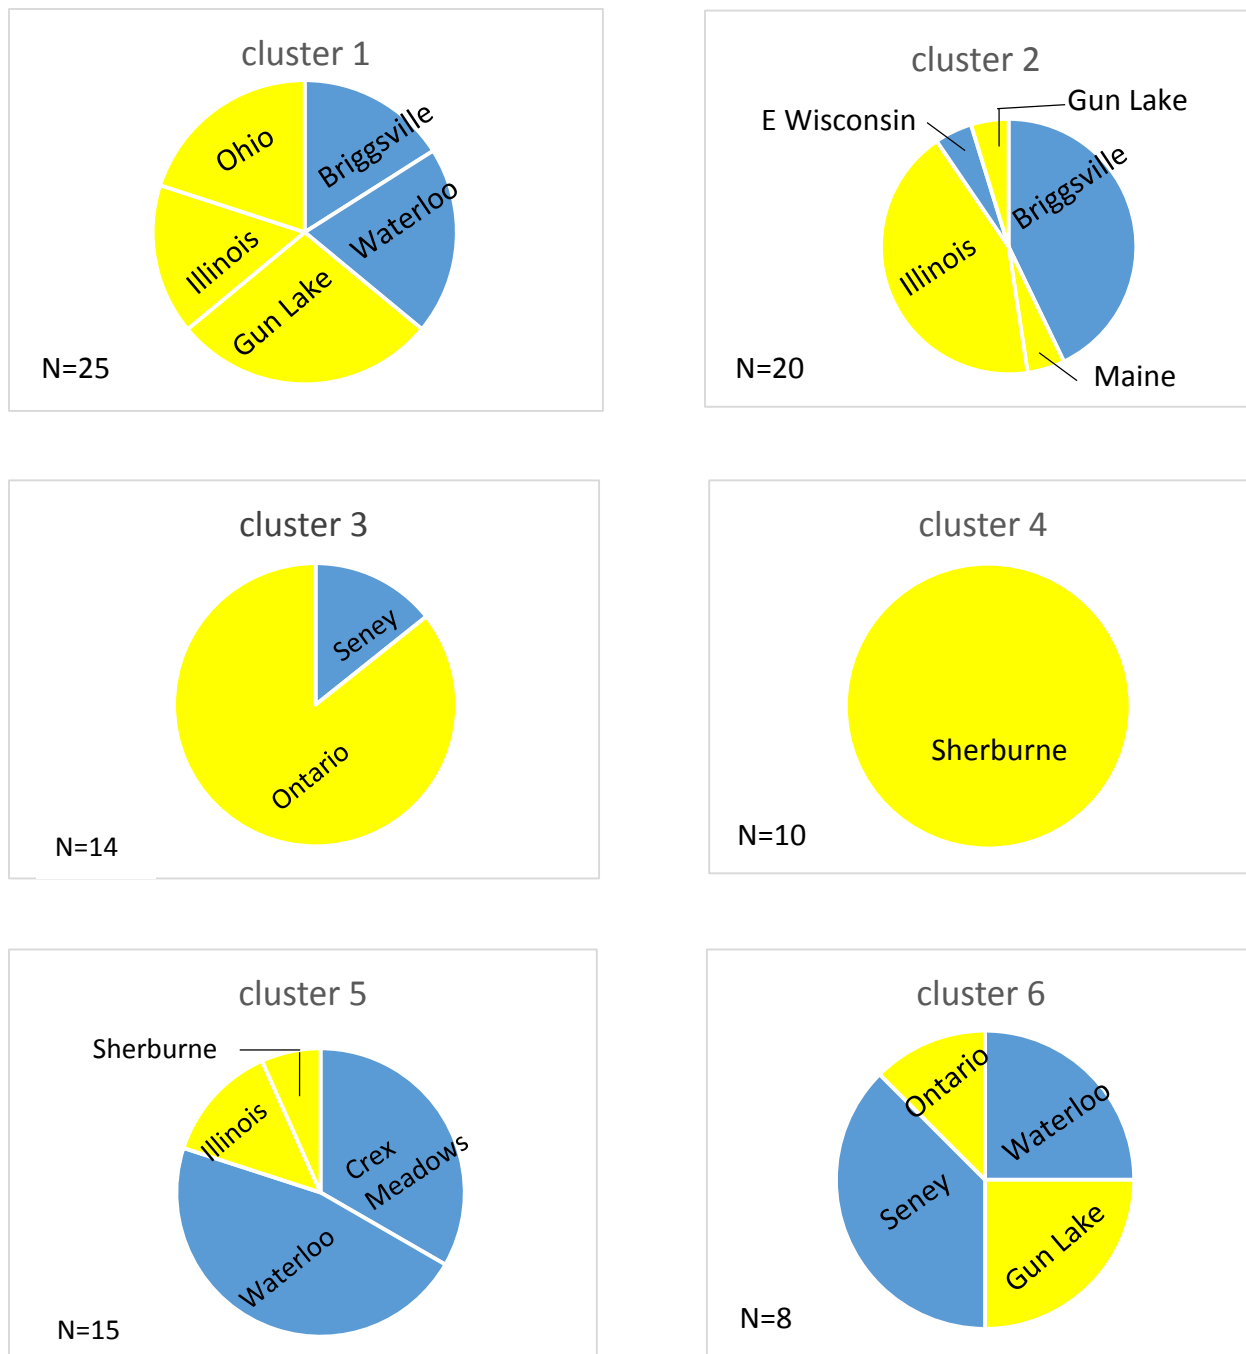 cluster 1
Ohio
Briggsville
Waterloo
Illinois
Gun Lake
N=25
cluster 2
Gun Lake
E Wisconsin
Briggsville
Illinois
Maine
N=20
cluster 3
Seney
Ontario
N=14
cluster 4
Sherburne
N=10
cluster 5
Sherburne
Illinois
Crex
Meadows
Waterloo
N=15
cluster 6
Ontario
Waterloo
Seney
Gun Lake
N=8